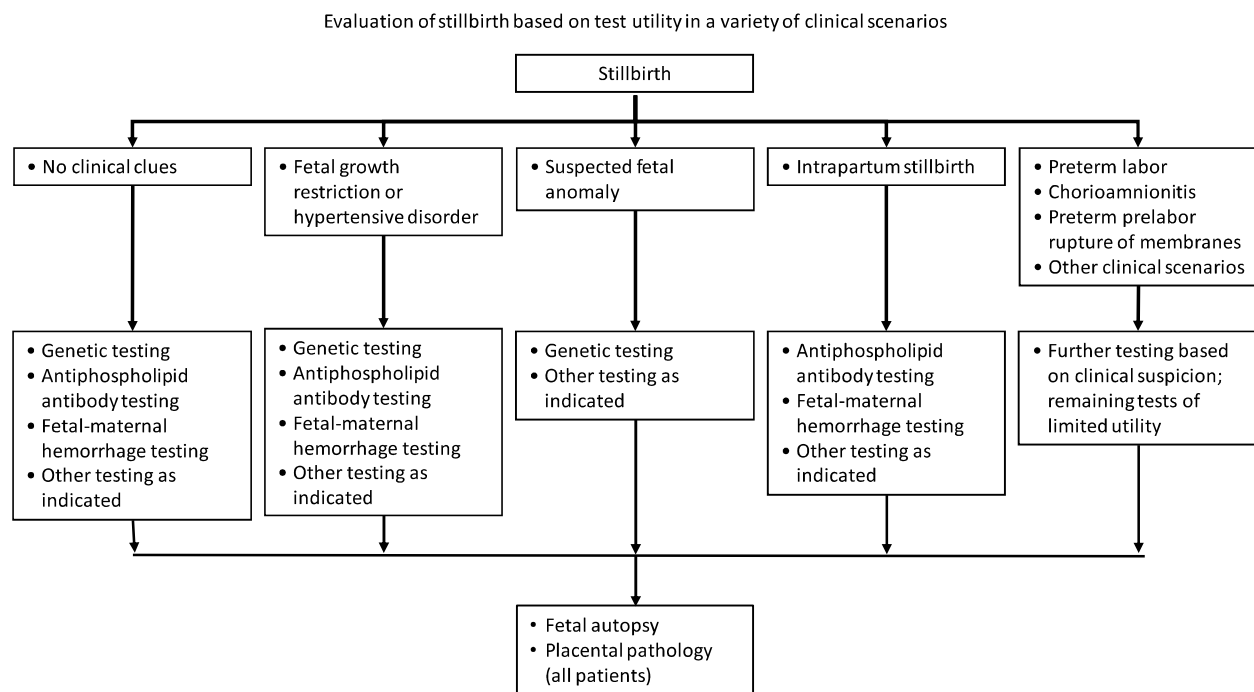 Evaluation of stillbirth based on test utility in a variety of clinical scenarios
Stillbirth
• No clinical clues
• Fetal growth
restriction or
hypertensive disorder
• Suspected fetal
anomaly
• Intrapartum stillbirth
• Preterm labor
• Chorioamnionitis
• Preterm prelabor
rupture of membranes
• Other clinical scenarios
• Genetic testing
• Antiphospholipid
antibody testing
• Fetal-maternal
hemorrhage testing
• Other testing as
indicated
• Genetic testing
• Antiphospholipid
antibody testing
• Fetal-maternal
hemorrhage testing
• Other testing as
indicated
• Genetic testing
• Other testing as
indicated
• Antiphospholipid
antibody testing
• Fetal-maternal
hemorrhage testing
• Other testing as
indicated
• Further testing based
on clinical suspicion;
remaining tests of
limited utility
• Fetal autopsy
• Placental pathology
(all patients)